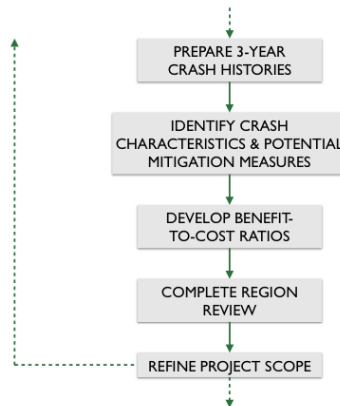 PREPARE 3-YEAR
CRASH HISTORIES
IDENTIFY CRASH
CHARACTERISTICS & POTENTIAL
MITIGATION MEASURES
DEVELOP BENEFIT-
TO-COST RATIOS
COMPLETE REGION
REVIEW
REFINE PROJECT SCOPE